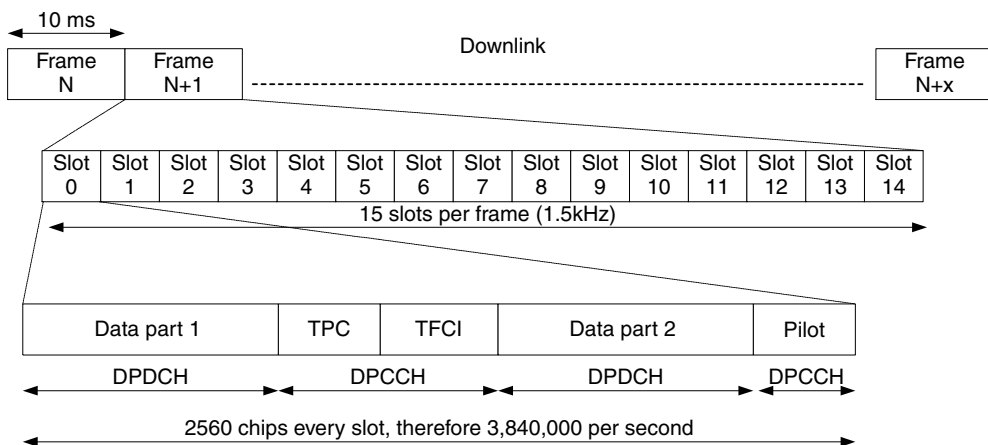 10 ms
Downlink
Frame N
Frame N+1
Frame N+x
Slot 0
Slot 1
Slot 2
Slot 3
Slot 4
Slot 5
Slot 6
Slot 7
Slot 8
Slot 9
Slot 10
Slot 11
Slot 12
Slot 13
Slot 14
15 slots per frame (1.5kHz)
Data part 1
TPC
TFCI
Data part 2
Pilot
DPDCH
DPCCH
DPDCH
DPCCH
2560 chips every slot, therefore 3,840,000 per second